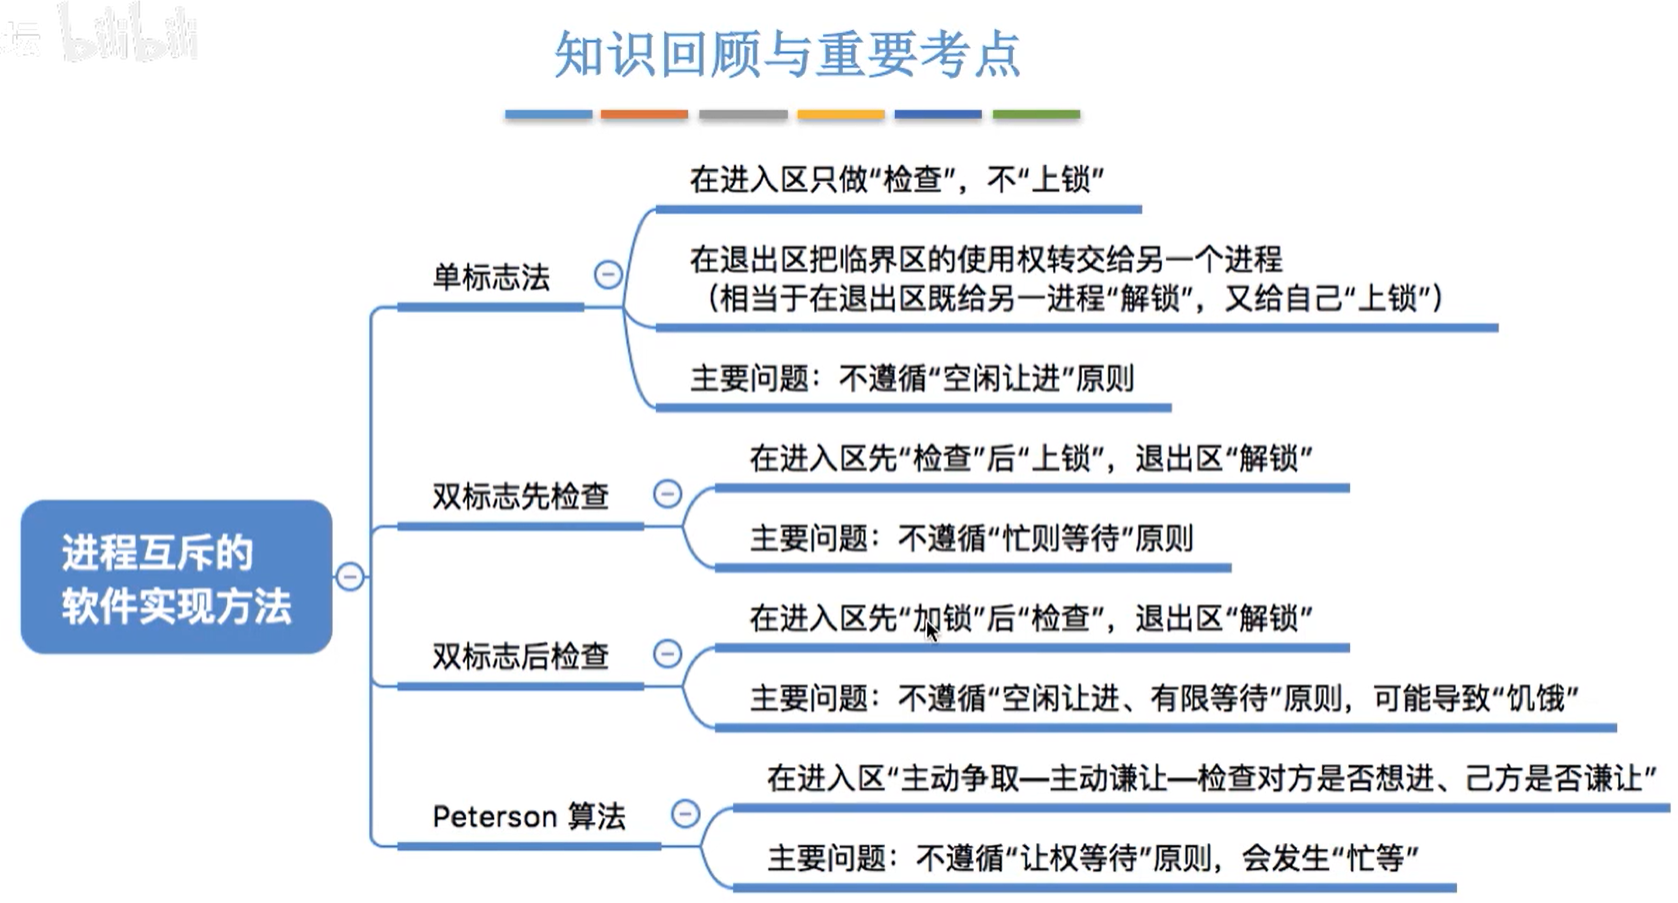 坛 bilibili
知识回顾与重要考点
在进入区只做“检查”，不“上锁”
在退出区把临界区的使用权转交给另一个进程
（相当于在退出区既给另一进程“解锁”，又给自己“上锁”）
单标志法
主要问题：不遵循“空闲让进”原则
在进入区先“检查”后“上锁”，退出区“解锁”
双标志先检查
主要问题：不遵循“忙则等待”原则
进程互斥的
软件实现方法
在进入区先“加锁”后“检查”，退出区“解锁”
双标志后检查
主要问题：不遵循“空闲让进、有限等待”原则，可能导致“饥饿”
在进入区“主动争取—主动谦让—检查对方是否想进、己方是否谦让”
Peterson 算法
主要问题：不遵循“让权等待”原则，会发生“忙等”